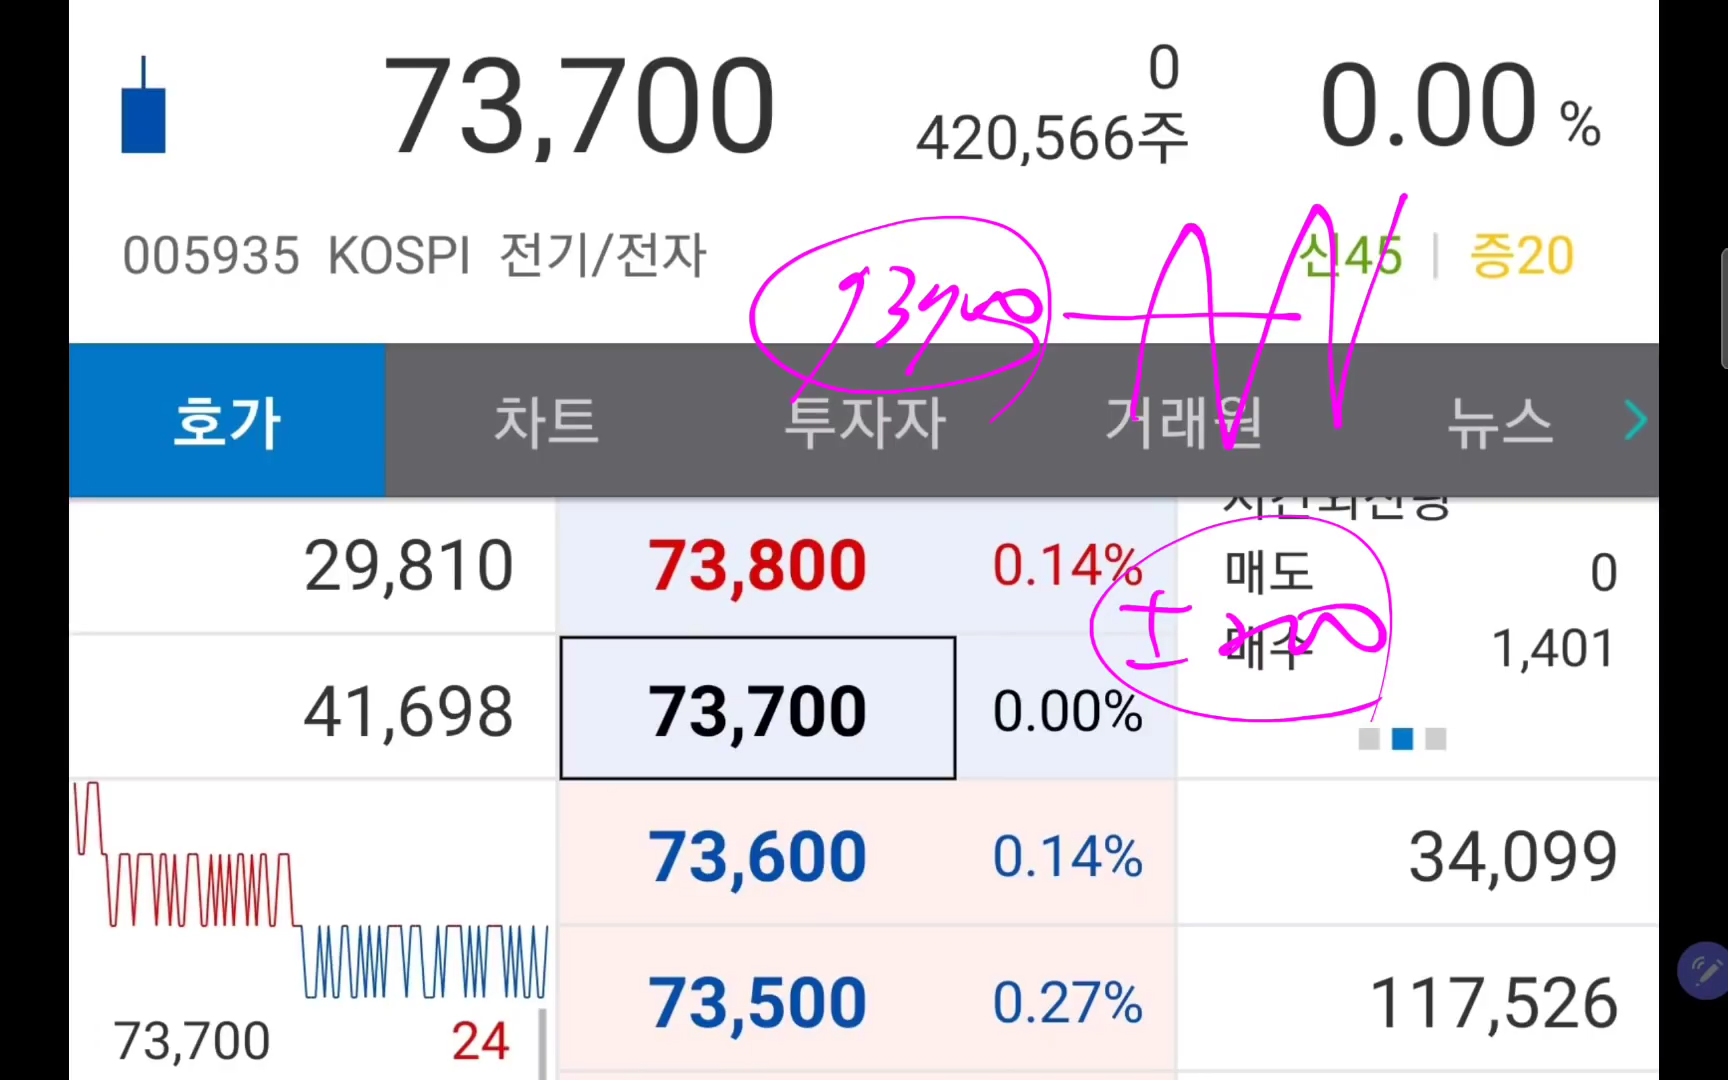 0
73,700 420,566주 0.00 %
005935 KOSPI 전기/전자 신45 증20
호가 차트 투자자 거래원 뉴스
29,810 73,800 0.14% 매도 0
매수 1,401
41,698 73,700 0.00%
73,600 0.14% 34,099
73,500 0.27% 117,526
73,700 24